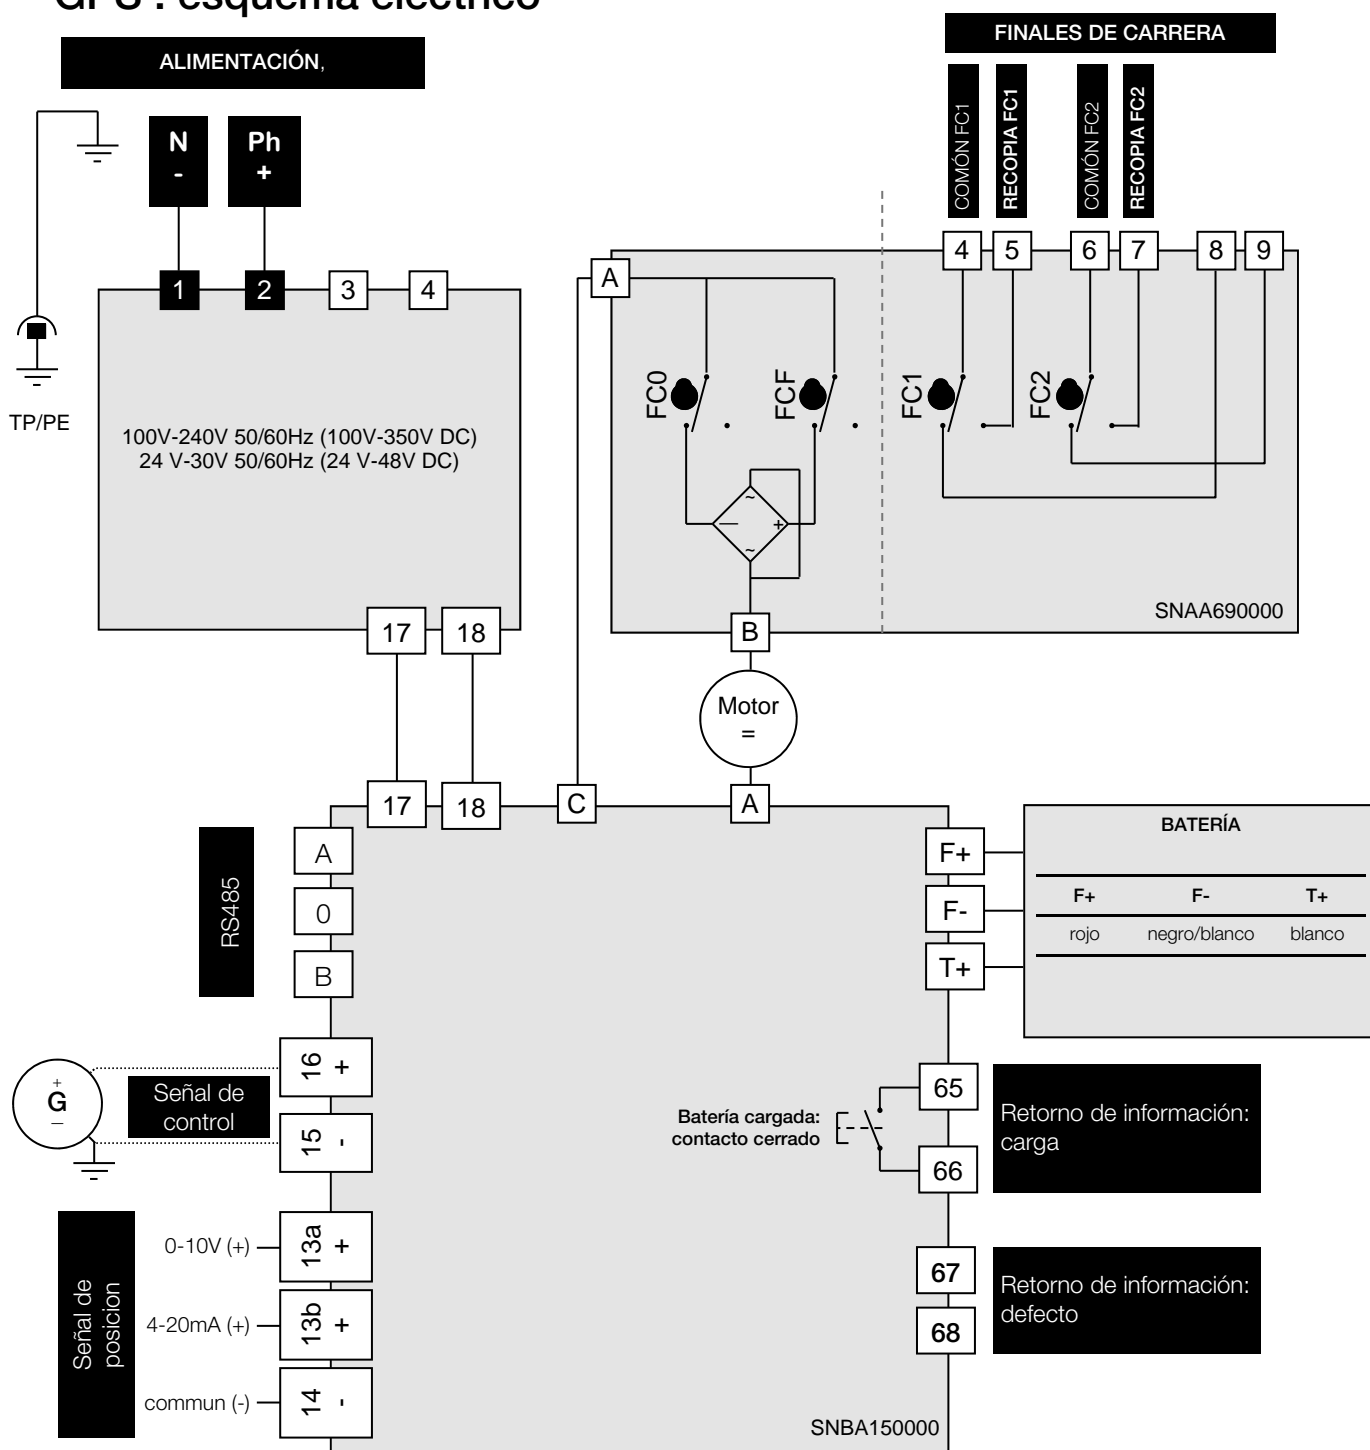 GPS : esquema eléctrico
ALIMENTACIÓN,
FINALES DE CARRERA
COMÓN FC1
RECOPIA FC1
COMÓN FC2
RECOPIA FC2
N
-
Ph
+
1
2
3
4
TP/PE
100V-240V 50/60Hz (100V-350V DC)
24 V-30V 50/60Hz (24 V-48V DC)
17
18
A
4
5
6
7
8
9
FC0
FCF
FC1
FC2
~
—
+
~
SNAA690000
B
Motor
=
17
18
C
A
RS485
A
0
B
F+
F-
T+
BATERÍA
F+ F- T+
rojo negro/blanco blanco
+
G
–
Señal de
control
16 +
15 -
Batería cargada:
contacto cerrado
65
66
Retorno de información:
carga
Señal de
posicion
0-10V (+)
13a +
4-20mA (+)
13b +
commun (-)
14 -
67
68
Retorno de información:
defecto
SNBA150000